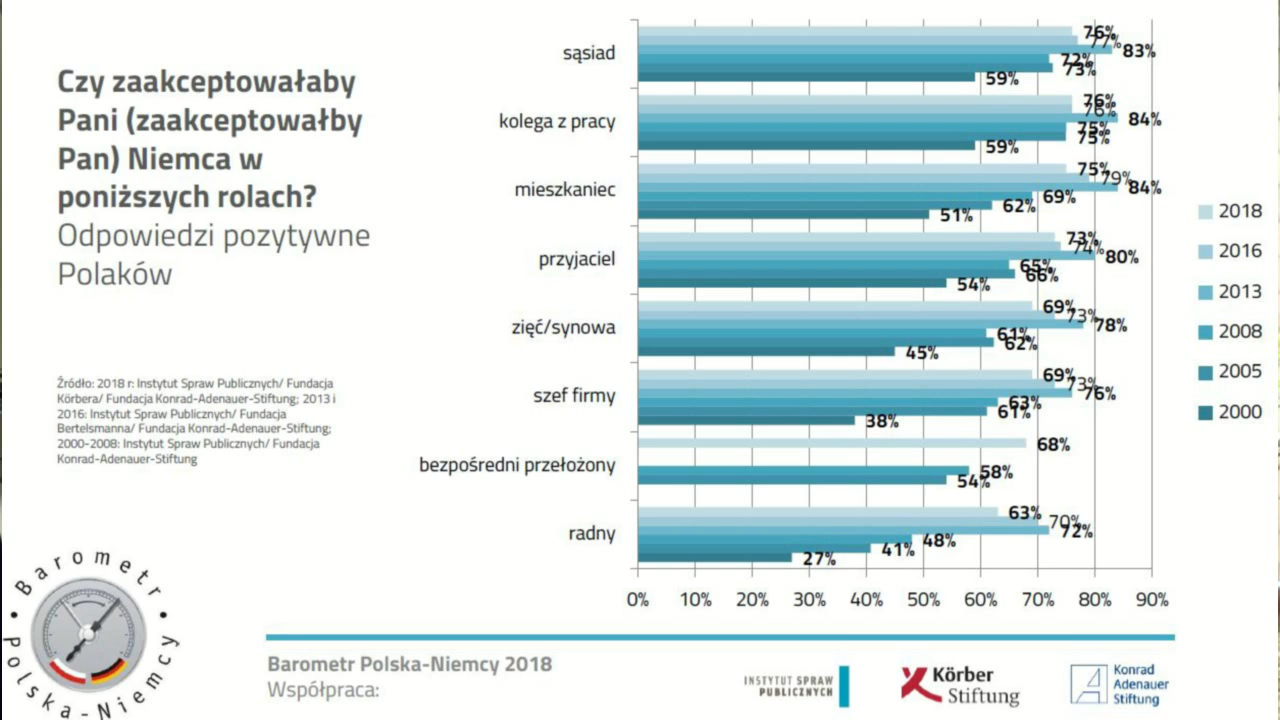 Czy zaakceptowałaby
Pani (zaakceptowałby
Pan) Niemca w
poniższych rolach?
Odpowiedzi pozytywne
Polaków
Źródło: 2018 r: Instytut Spraw Publicznych/ Fundacja
Körbera/ Fundacja Konrad-Adenauer-Stiftung; 2013 i
2016: Instytut Spraw Publicznych/ Fundacja
Bertelsmanna/ Fundacja Konrad-Adenauer-Stiftung;
2000-2008: Instytut Spraw Publicznych/ Fundacja
Konrad-Adenauer-Stiftung
sąsiad
76%
77%
83%
72%
73%
59%
kolega z pracy
76%
76%
84%
75%
75%
59%
mieszkaniec
75%
79%
84%
69%
62%
51%
przyjaciel
73%
74%
80%
65%
66%
54%
zięć/synowa
69%
73%
78%
61%
62%
45%
szef firmy
69%
73%
76%
63%
61%
38%
bezpośredni przełożony
68%
58%
54%
radny
63%
70%
72%
48%
41%
27%
0% 10% 20% 30% 40% 50% 60% 70% 80% 90%
2018
2016
2013
2008
2005
2000
• Barometr •
Polska-Niemcy
Barometr Polska-Niemcy 2018
Współpraca:
INSTYTUT SPRAW
PUBLICZNYCH
Körber
Stiftung
Konrad
Adenauer
Stiftung